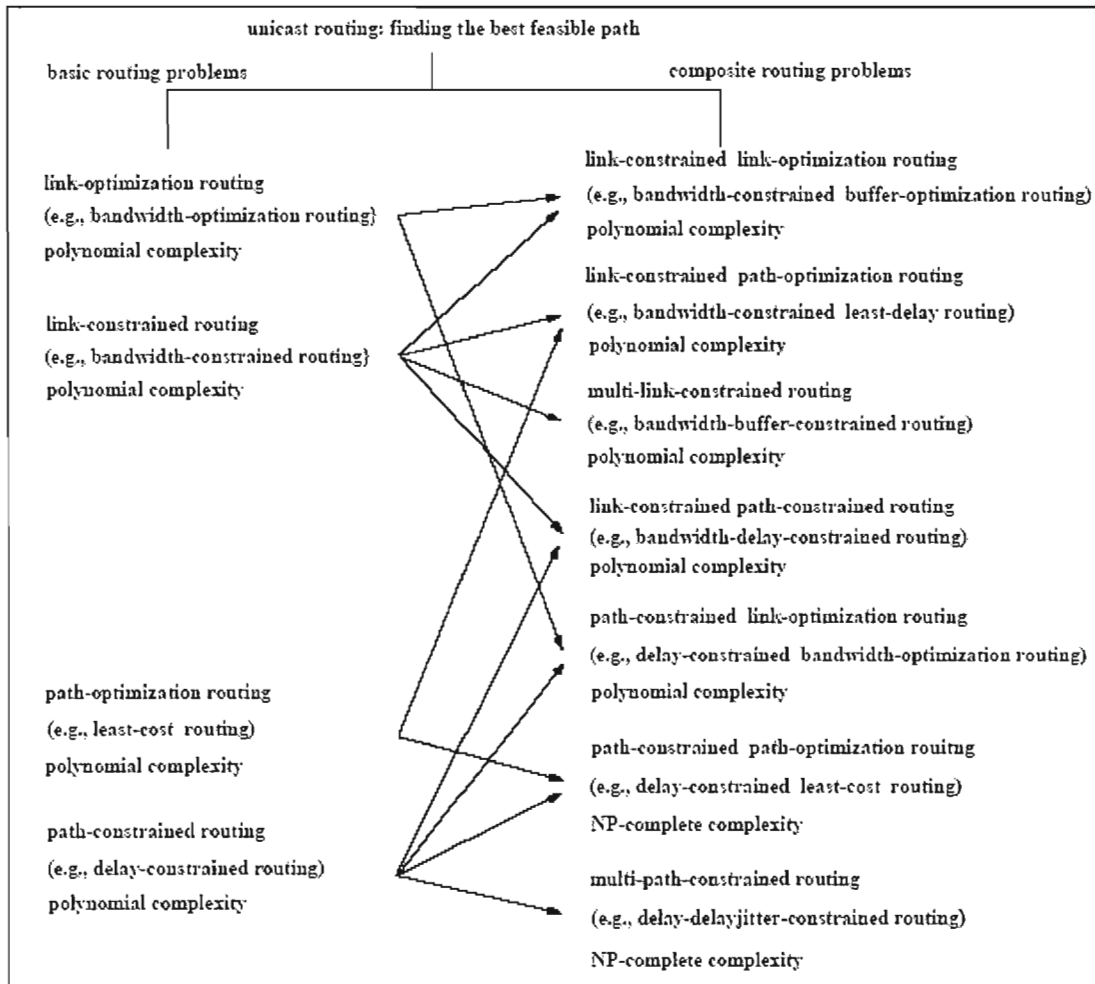 unicast routing: finding the best feasible path
basic routing problems
composite routing problems
link-optimization routing
(e.g., bandwidth-optimization routing}
polynomial complexity
link-constrained routing
(e.g., bandwidth-constrained routing}
polynomial complexity
path-optimization routing
(e.g., least-cost routing)
polynomial complexity
path-constrained routing
(e.g., delay-constrained routing)
polynomial complexity
link-constrained link-optimization routing
(e.g., bandwidth-constrained buffer-optimization routing)
polynomial complexity
link-constrained path-optimization routing
(e.g., bandwidth-constrained least-delay routing)
polynomial complexity
multi-link-constrained routing
(e.g., bandwidth-buffer-constrained routing)
polynomial complexity
link-constrained path-constrained routing
(e.g., bandwidth-delay-constrained routing)
polynomial complexity
path-constrained link-optimization routing
(e.g., delay-constrained bandwidth-optimization routing)
polynomial complexity
path-constrained path-optimization rouitng
(e.g., delay-constrained least-cost routing)
NP-complete complexity
multi-path-constrained routing
(e.g., delay-delayjitter-constrained routing)
NP-complete complexity